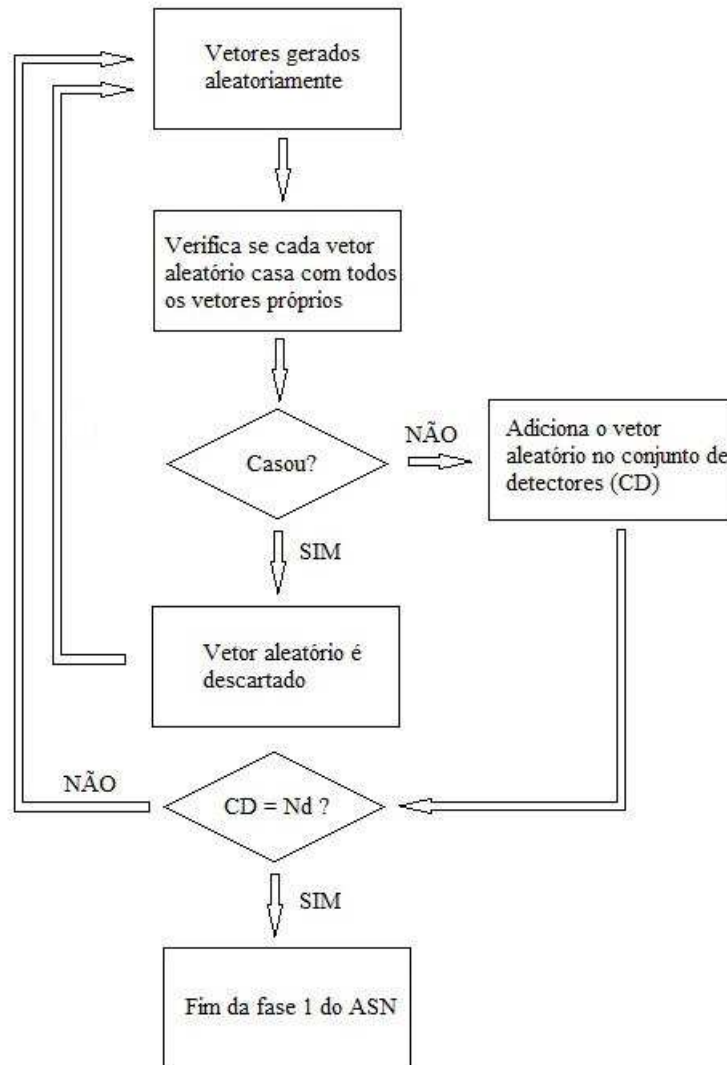 Vetores gerados
aleatoriamente
Verifica se cada vetor
aleatório casa com todos
os vetores próprios
Casou?
NÃO
Adiciona o vetor
aleatório no conjunto de
detectores (CD)
SIM
Vetor aleatório é
descartado
NÃO
CD = Nd ?
SIM
Fim da fase 1 do ASN